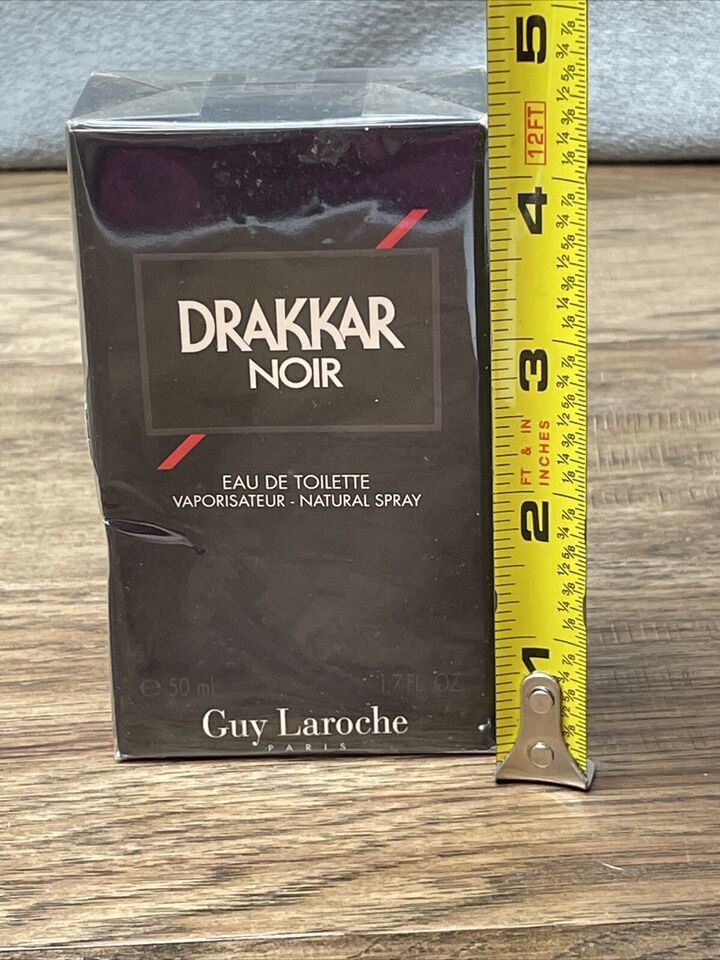 DRAKKAR
NOIR
EAU DE TOILETTE
VAPORISATEUR - NATURAL SPRAY
e 50 ml 1.7 FL. OZ
Guy Laroche
PARIS
5
12FT
4
3
FT & IN
INCHES
2
1